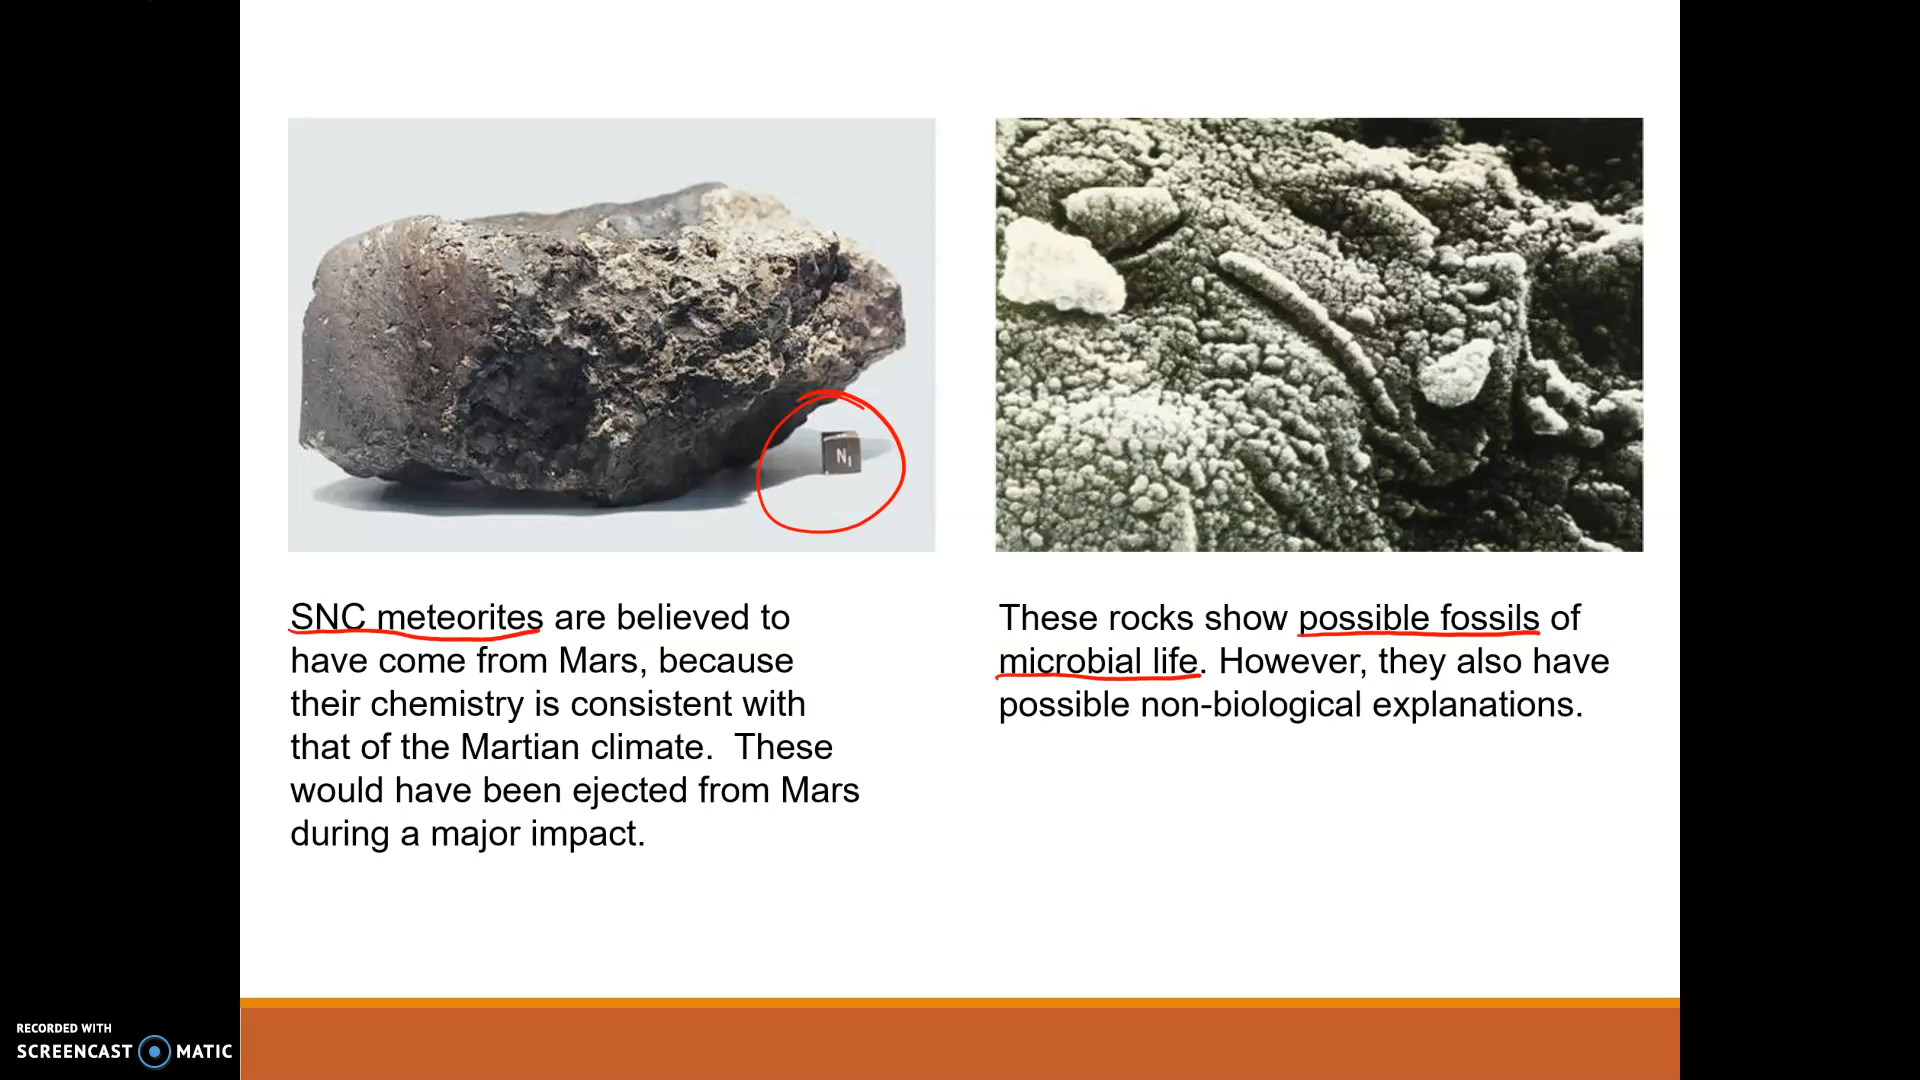 N1
SNC meteorites are believed to
have come from Mars, because
their chemistry is consistent with
that of the Martian climate.  These
would have been ejected from Mars
during a major impact.
These rocks show possible fossils of
microbial life. However, they also have
possible non-biological explanations.
RECORDED WITH
SCREENCAST MATIC